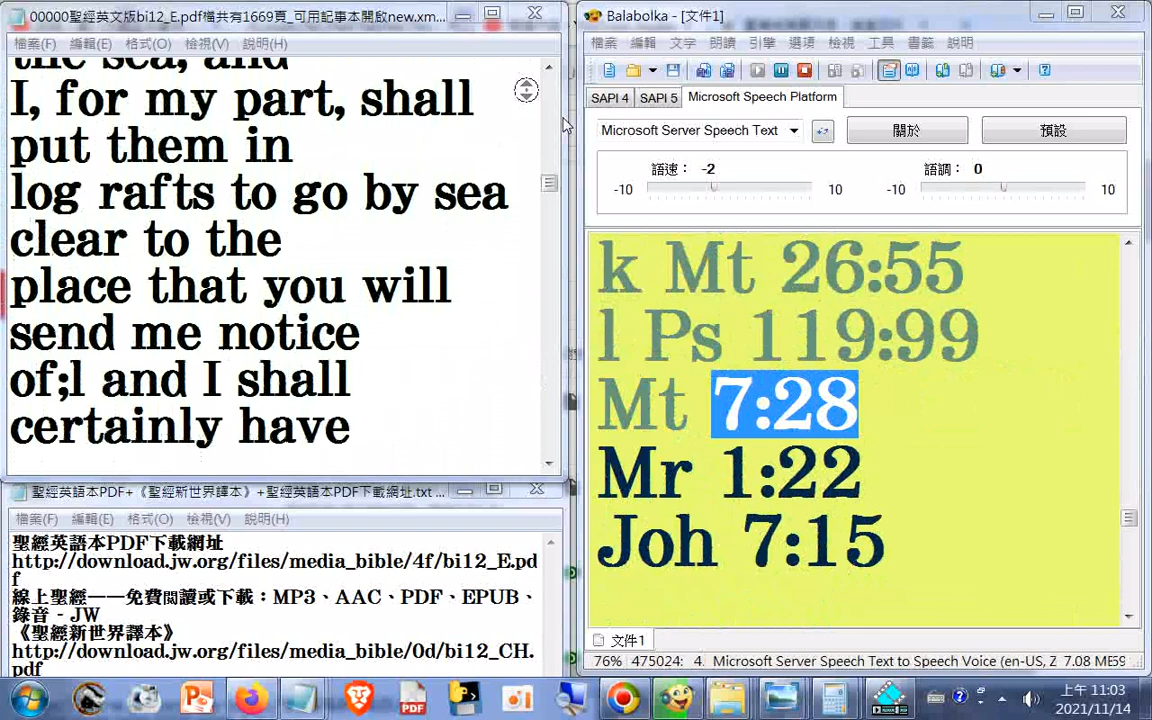 00000聖經英文版bi12_E.pdf檔共有1669頁_可用記事本開啟new.xm...
檔案(F) 編輯(E) 格式(O) 檢視(V) 說明(H)
the sea, and
I, for my part, shall
put them in
log rafts to go by sea
clear to the
place that you will
send me notice
of;l and I shall
certainly have
聖經英語本PDF+《聖經新世界譯本》+聖經英語本PDF下載網址.txt ...
檔案(F) 編輯(E) 格式(O) 檢視(V) 說明(H)
聖經英語本PDF下載網址
http://download.jw.org/files/media_bible/4f/bi12_E.pd
f
線上聖經——免費閱讀或下載：MP3、AAC、PDF、EPUB、
錄音 - JW
《聖經新世界譯本》
http://download.jw.org/files/media_bible/0d/bi12_CH.
pdf
Balabolka - [文件1]
檔案 編輯 文字 朗讀 引擎 選項 檢視 工具 書籤 說明
SAPI 4 SAPI 5 Microsoft Speech Platform
Microsoft Server Speech Text 關於 預設
語速： -2 語調： 0
-10 10 -10 10
k Mt 26:55
l Ps 119:99
Mt 7:28
Mr 1:22
Joh 7:15
文件1
76% 475024: 4. Microsoft Server Speech Text to Speech Voice (en-US, Z 7.08 ME59
上午 11:03
2021/11/14